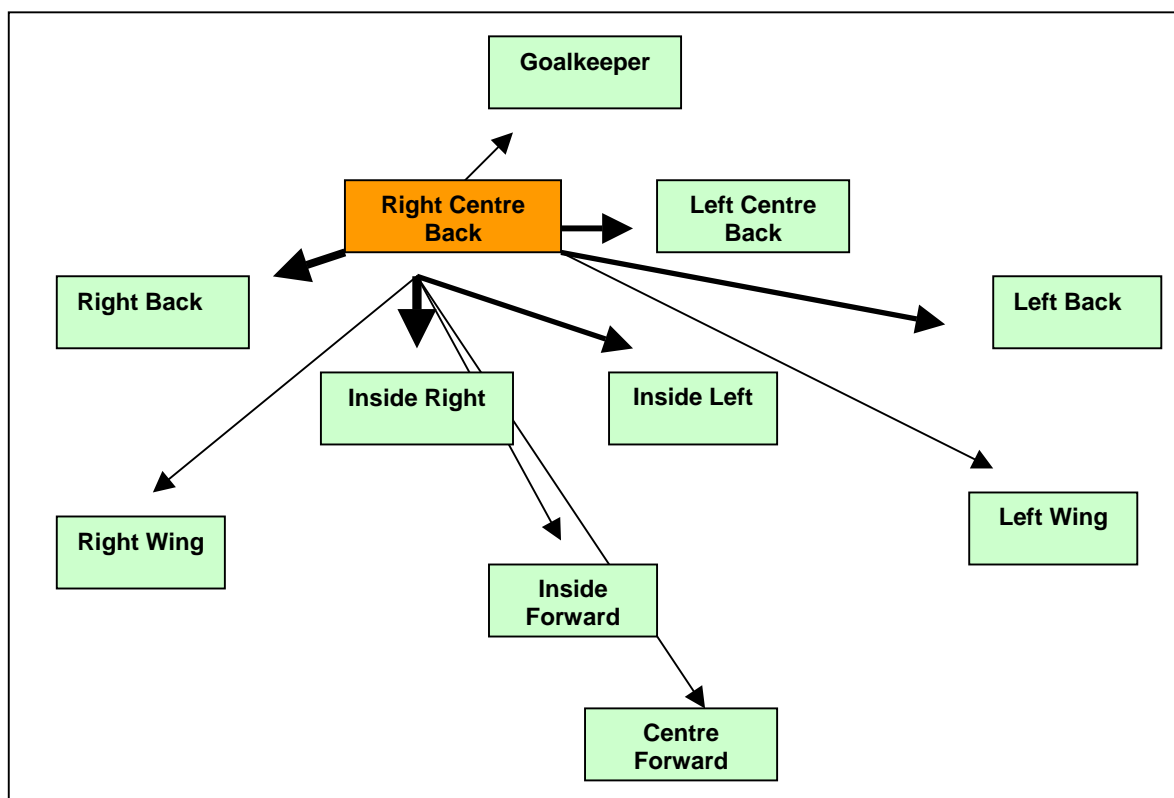 Goalkeeper
Right Centre
Back
Left Centre
Back
Right Back
Left Back
Inside Right
Inside Left
Right Wing
Left Wing
Inside
Forward
Centre
Forward